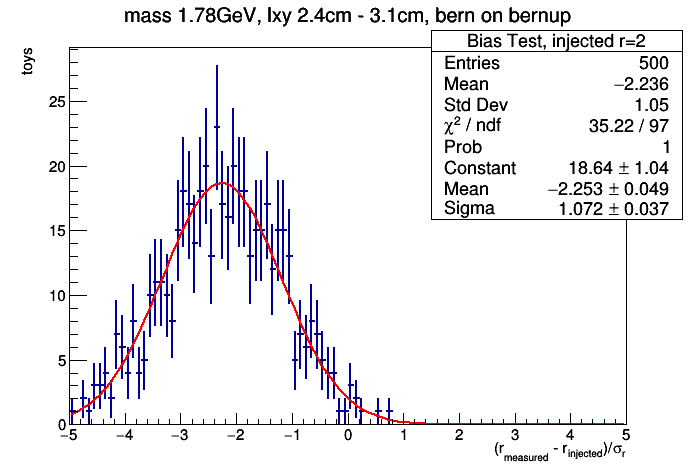 mass 1.78GeV, lxy 2.4cm - 3.1cm, bern on bernup
Bias Test, injected r=2
Entries 500
Mean −2.236
Std Dev 1.05
χ² / ndf 35.22 / 97
Prob 1
Constant 18.64 ± 1.04
Mean −2.253 ± 0.049
Sigma 1.072 ± 0.037
toys
25
20
15
10
5
0
−5 −4 −3 −2 −1 0 1 2 3 4 5
(r_measured - r_injected)/σ_r